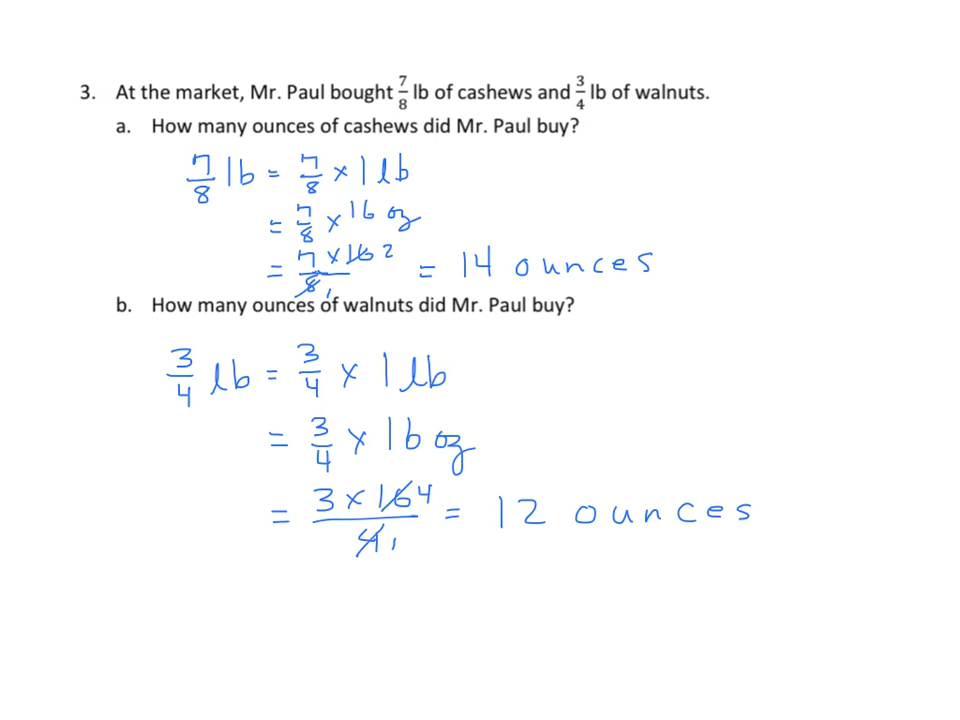 3. At the market, Mr. Paul bought 7/8 lb of cashews and 3/4 lb of walnuts.
a. How many ounces of cashews did Mr. Paul buy?
7/8 lb = 7/8 x 1 lb
= 7/8 x 16 oz
= 7 x 16 2 / 8 1 = 14 ounces
b. How many ounces of walnuts did Mr. Paul buy?
3/4 lb = 3/4 x 1 lb
= 3/4 x 16 oz
= 3 x 16 4 / 4 1 = 12 ounces